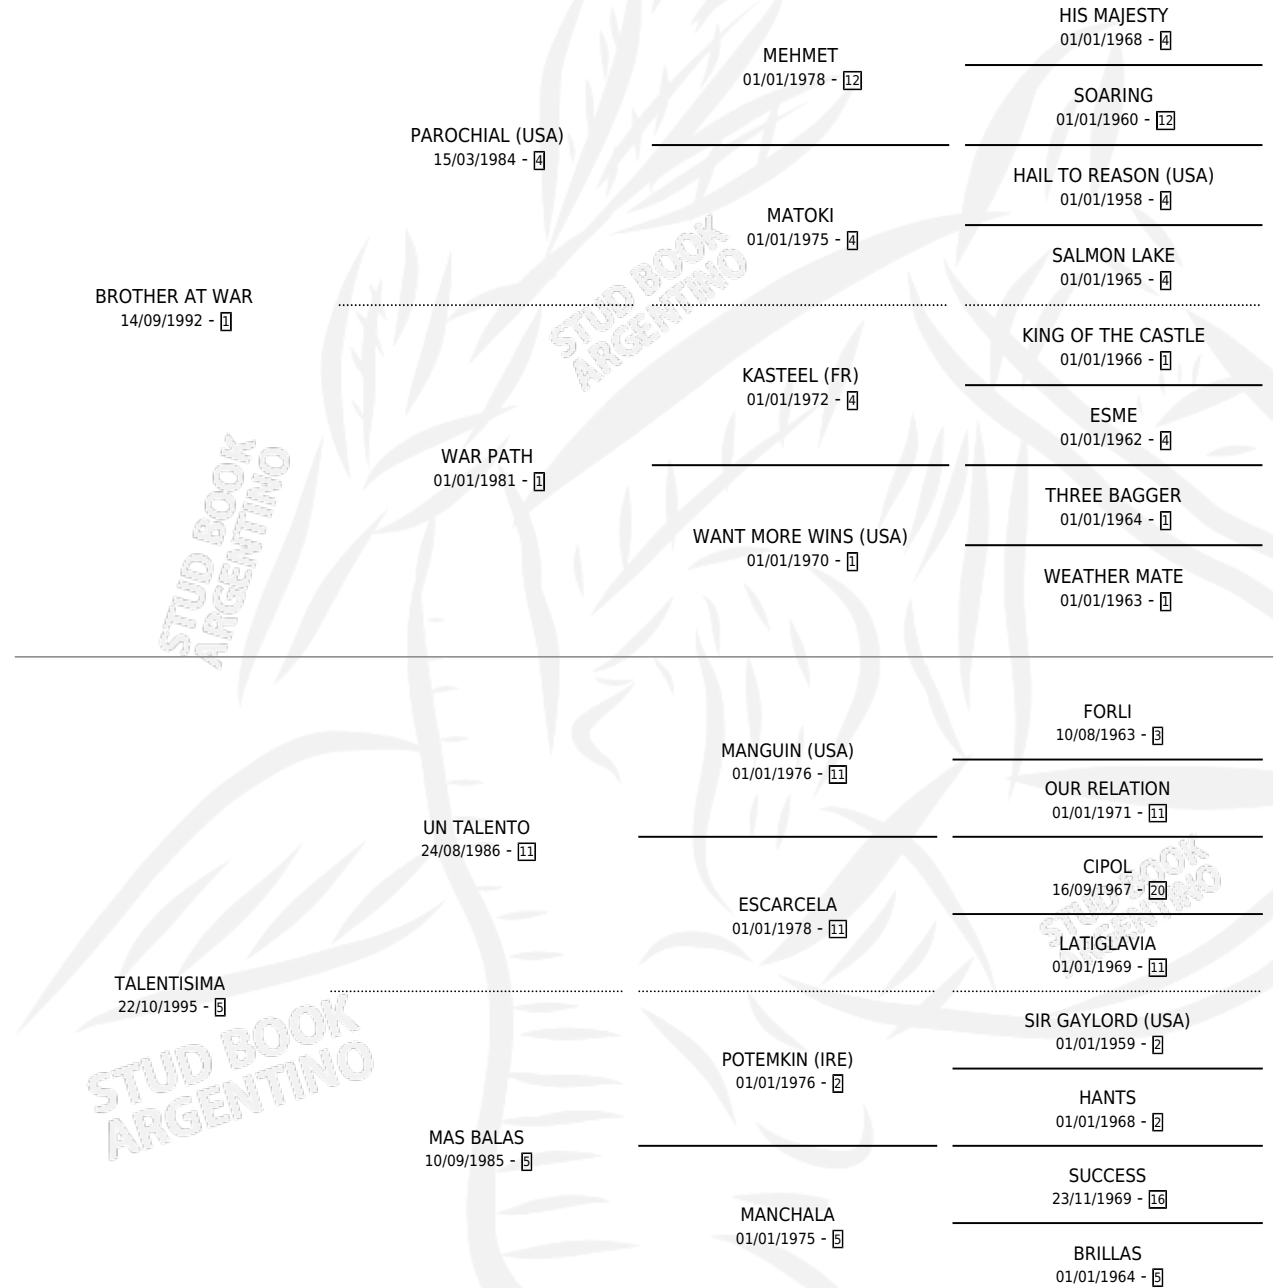 HIS MAJESTY
01/01/1968 - 4
MEHMET
01/01/1978 - 12
SOARING
01/01/1960 - 12
PAROCHIAL (USA)
15/03/1984 - 4
HAIL TO REASON (USA)
01/01/1958 - 4
MATOKI
01/01/1975 - 4
SALMON LAKE
01/01/1965 - 4
BROTHER AT WAR
14/09/1992 - 1
KING OF THE CASTLE
01/01/1966 - 1
KASTEEL (FR)
01/01/1972 - 4
ESME
01/01/1962 - 4
WAR PATH
01/01/1981 - 1
THREE BAGGER
01/01/1964 - 1
WANT MORE WINS (USA)
01/01/1970 - 1
WEATHER MATE
01/01/1963 - 1
STUD BOOK
ARGENTINO
STUD BOOK
ARGENTINO
FORLI
10/08/1963 - 3
MANGUIN (USA)
01/01/1976 - 11
OUR RELATION
01/01/1971 - 11
UN TALENTO
24/08/1986 - 11
CIPOL
16/09/1967 - 20
ESCARCELA
01/01/1978 - 11
LATIGLAVIA
01/01/1969 - 11
TALENTISIMA
22/10/1995 - 5
SIR GAYLORD (USA)
01/01/1959 - 2
POTEMKIN (IRE)
01/01/1976 - 2
HANTS
01/01/1968 - 2
MAS BALAS
10/09/1985 - 5
SUCCESS
23/11/1969 - 16
MANCHALA
01/01/1975 - 5
BRILLAS
01/01/1964 - 5
STUD BOOK
ARGENTINO
STUD BOOK
ARGENTINO